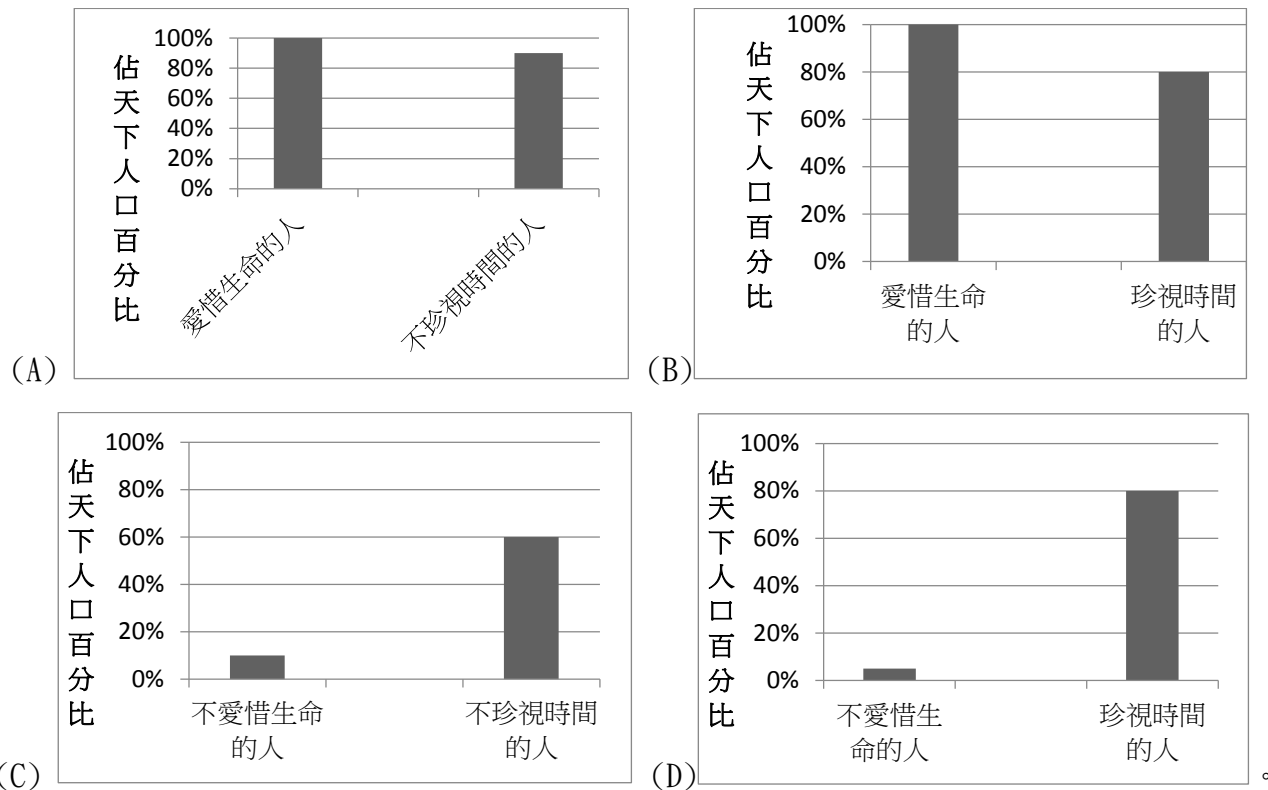 佔天下人口百分比
100%
80%
60%
40%
20%
0%
愛惜生命的人
不珍視時間的人
(A)
佔天下人口百分比
100%
80%
60%
40%
20%
0%
愛惜生命
的人
珍視時間
的人
(B)
佔天下人口百分比
100%
80%
60%
40%
20%
0%
不愛惜生命
的人
不珍視時間
的人
(C)
佔天下人口百分比
100%
80%
60%
40%
20%
0%
不愛惜生
命的人
珍視時間
的人
(D)
。